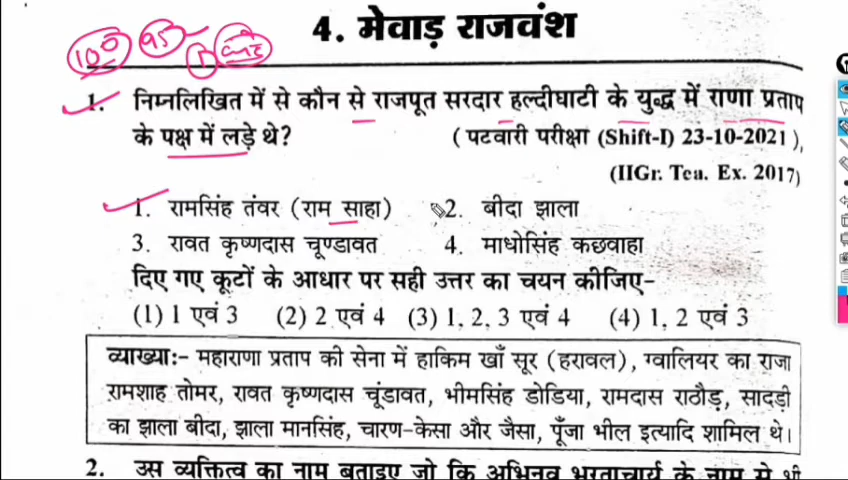 4. मेवाड़ राजवंश
100 95
1. निम्नलिखित में से कौन से राजपूत सरदार हल्दीघाटी के युद्ध में राणा प्रताप
के पक्ष में लड़े थे? (पटवारी परीक्षा (Shift-I) 23-10-2021),
(IIGr. Tea. Ex. 2017)
1. रामसिंह तंवर (राम साहा) 2. बीदा झाला
3. रावत कृष्णदास चूण्डावत 4. माधोसिंह कछवाहा
दिए गए कूटों के आधार पर सही उत्तर का चयन कीजिए-
(1) 1 एवं 3 (2) 2 एवं 4 (3) 1, 2, 3 एवं 4 (4) 1, 2 एवं 3
व्याख्याः- महाराणा प्रताप की सेना में हाकिम खाँ सूर (हरावल), ग्वालियर का राजा
रामशाह तोमर, रावत कृष्णदास चूंडावत, भीमसिंह डोडिया, रामदास राठौड़, सादड़ी
का झाला बीदा, झाला मानसिंह, चारण-केसा और जैसा, पूँजा भील इत्यादि शामिल थे।
2. उस व्यक्तित्व का नाम बताइए जो कि अभिनव भरताचार्य के नाम से भी